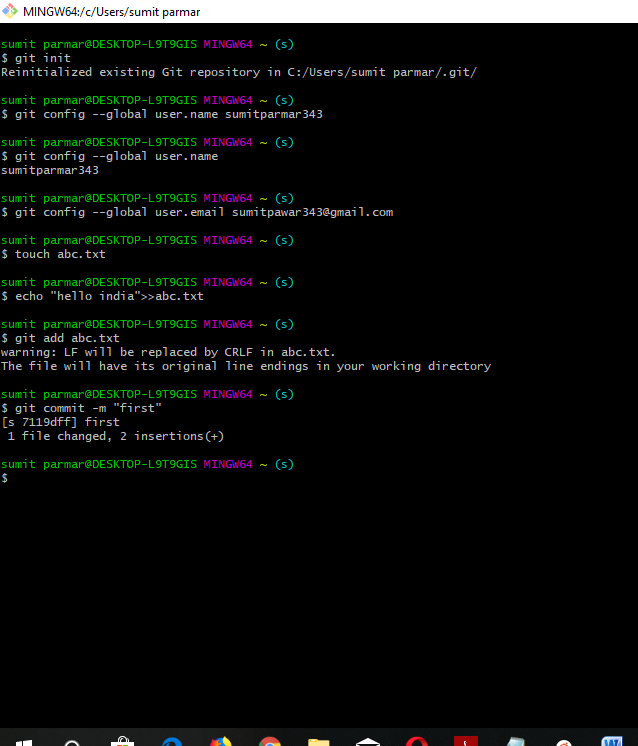 MINGW64:/c/Users/sumit parmar
sumit parmar@DESKTOP-L9T9GIS MINGW64 ~ (s)
$ git init
Reinitialized existing Git repository in C:/Users/sumit parmar/.git/
sumit parmar@DESKTOP-L9T9GIS MINGW64 ~ (s)
$ git config --global user.name sumitparmar343
sumit parmar@DESKTOP-L9T9GIS MINGW64 ~ (s)
$ git config --global user.name
sumitparmar343
sumit parmar@DESKTOP-L9T9GIS MINGW64 ~ (s)
$ git config --global user.email sumitpawar343@gmail.com
sumit parmar@DESKTOP-L9T9GIS MINGW64 ~ (s)
$ touch abc.txt
sumit parmar@DESKTOP-L9T9GIS MINGW64 ~ (s)
$ echo "hello india">>abc.txt
sumit parmar@DESKTOP-L9T9GIS MINGW64 ~ (s)
$ git add abc.txt
warning: LF will be replaced by CRLF in abc.txt.
The file will have its original line endings in your working directory
sumit parmar@DESKTOP-L9T9GIS MINGW64 ~ (s)
$ git commit -m "first"
[s 7119dff] first
 1 file changed, 2 insertions(+)
sumit parmar@DESKTOP-L9T9GIS MINGW64 ~ (s)
$